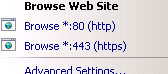 Browse Web Site
Browse *:80 (http)
Browse *:443 (https)
Advanced Settings...